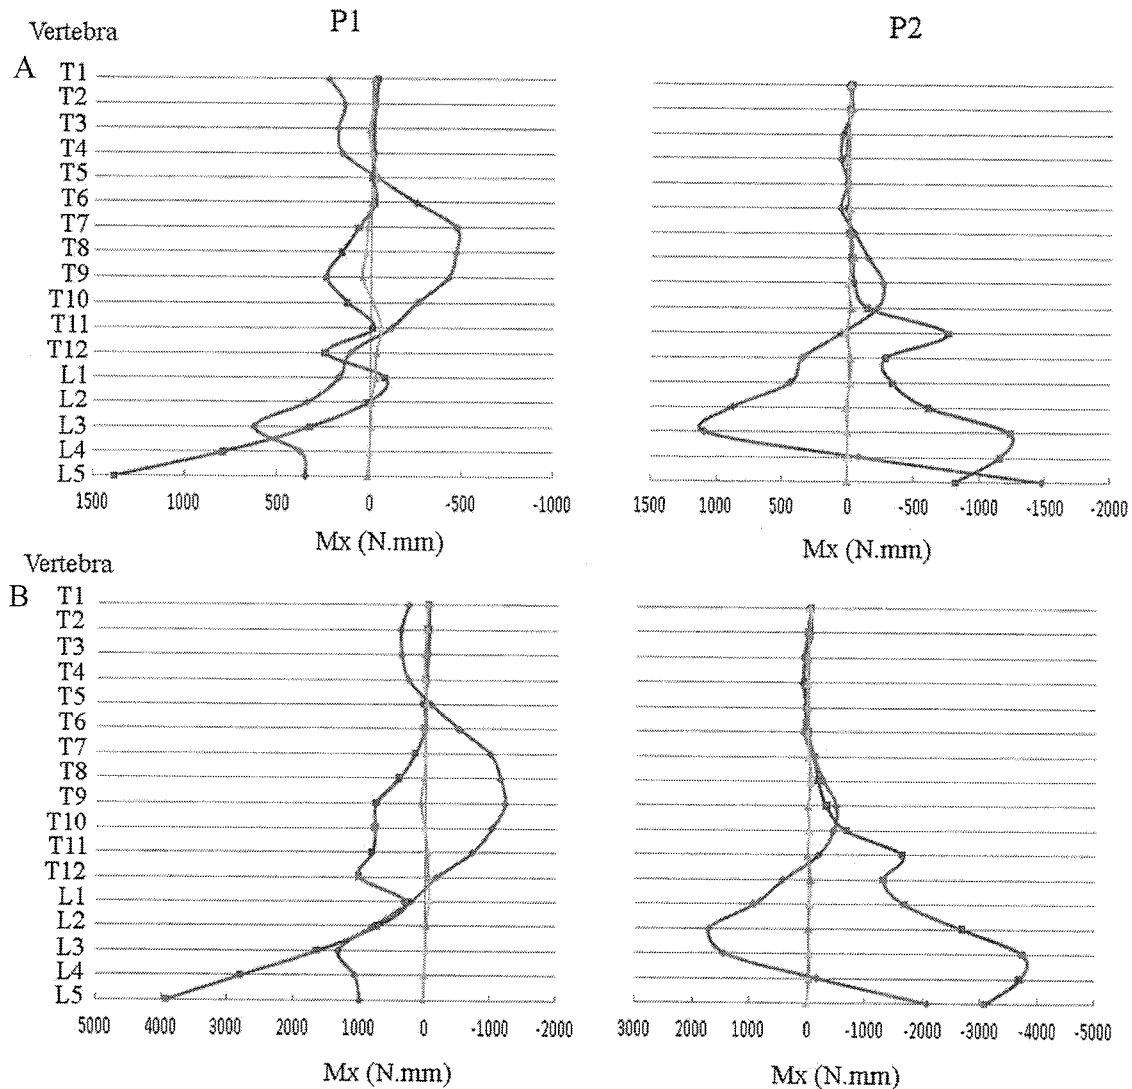 P1 P2
Vertebra
A
T1
T2
T3
T4
T5
T6
T7
T8
T9
T10
T11
T12
L1
L2
L3
L4
L5
1500 1000 500 0 -500 -1000
1500 1000 500 0 -500 -1000 -1500 -2000
Mx (N.mm) Mx (N.mm)
Vertebra
B
T1
T2
T3
T4
T5
T6
T7
T8
T9
T10
T11
T12
L1
L2
L3
L4
L5
5000 4000 3000 2000 1000 0 -1000 -2000
3000 2000 1000 0 -1000 -2000 -3000 -4000 -5000
Mx (N.mm) Mx (N.mm)